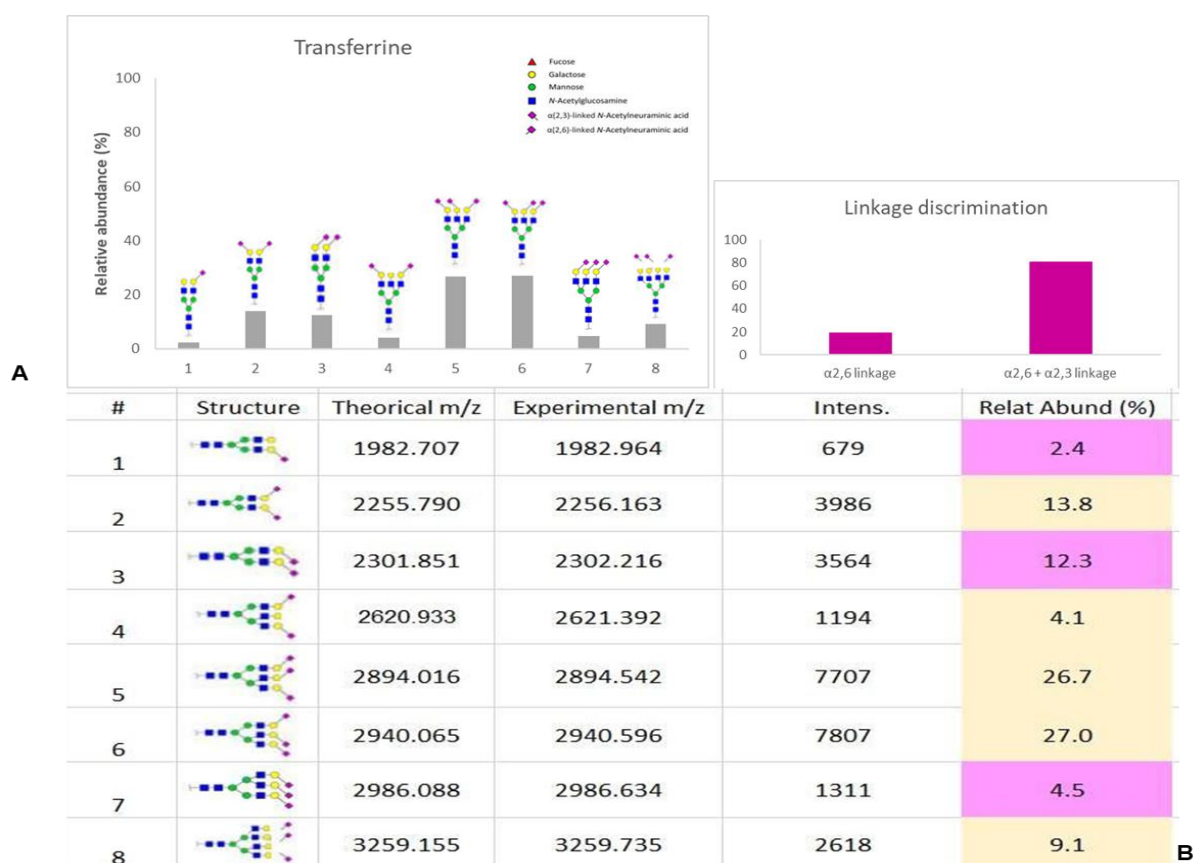 Transferrine
Fucose
Galactose
Mannose
N-Acetylglucosamine
α(2,3)-linked N-Acetylneuraminic acid
α(2,6)-linked N-Acetylneuraminic acid
Relative abundance (%)
100
80
60
40
20
0
1 2 3 4 5 6 7 8
A
Linkage discrimination
100
80
60
40
20
0
α2,6 linkage α2,6 + α2,3 linkage
# Structure Theorical m/z Experimental m/z Intens. Relat Abund (%)
1 1982.707 1982.964 679 2.4
2 2255.790 2256.163 3986 13.8
3 2301.851 2302.216 3564 12.3
4 2620.933 2621.392 1194 4.1
5 2894.016 2894.542 7707 26.7
6 2940.065 2940.596 7807 27.0
7 2986.088 2986.634 1311 4.5
8 3259.155 3259.735 2618 9.1
B